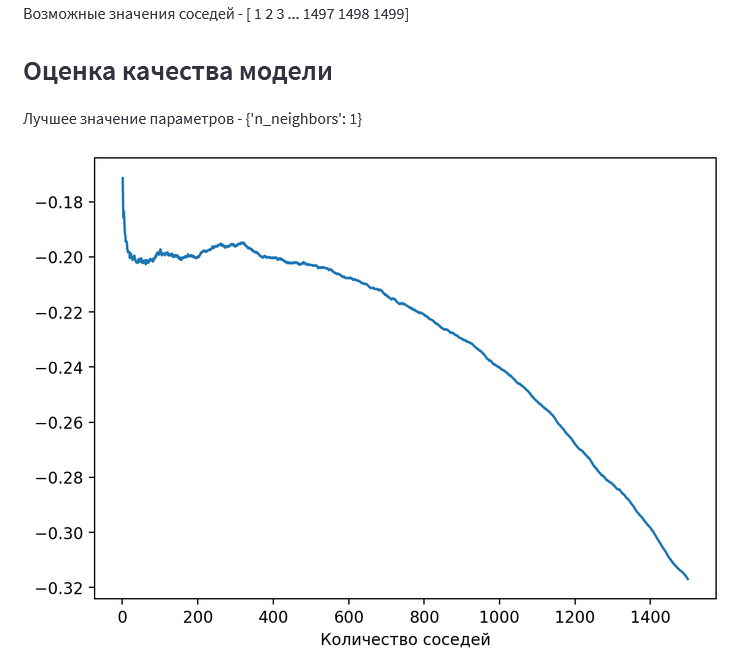 Возможные значения соседей - [ 1 2 3 ... 1497 1498 1499]
Оценка качества модели
Лучшее значение параметров - {'n_neighbors': 1}
−0.18
−0.20
−0.22
−0.24
−0.26
−0.28
−0.30
−0.32
0 200 400 600 800 1000 1200 1400
Количество соседей